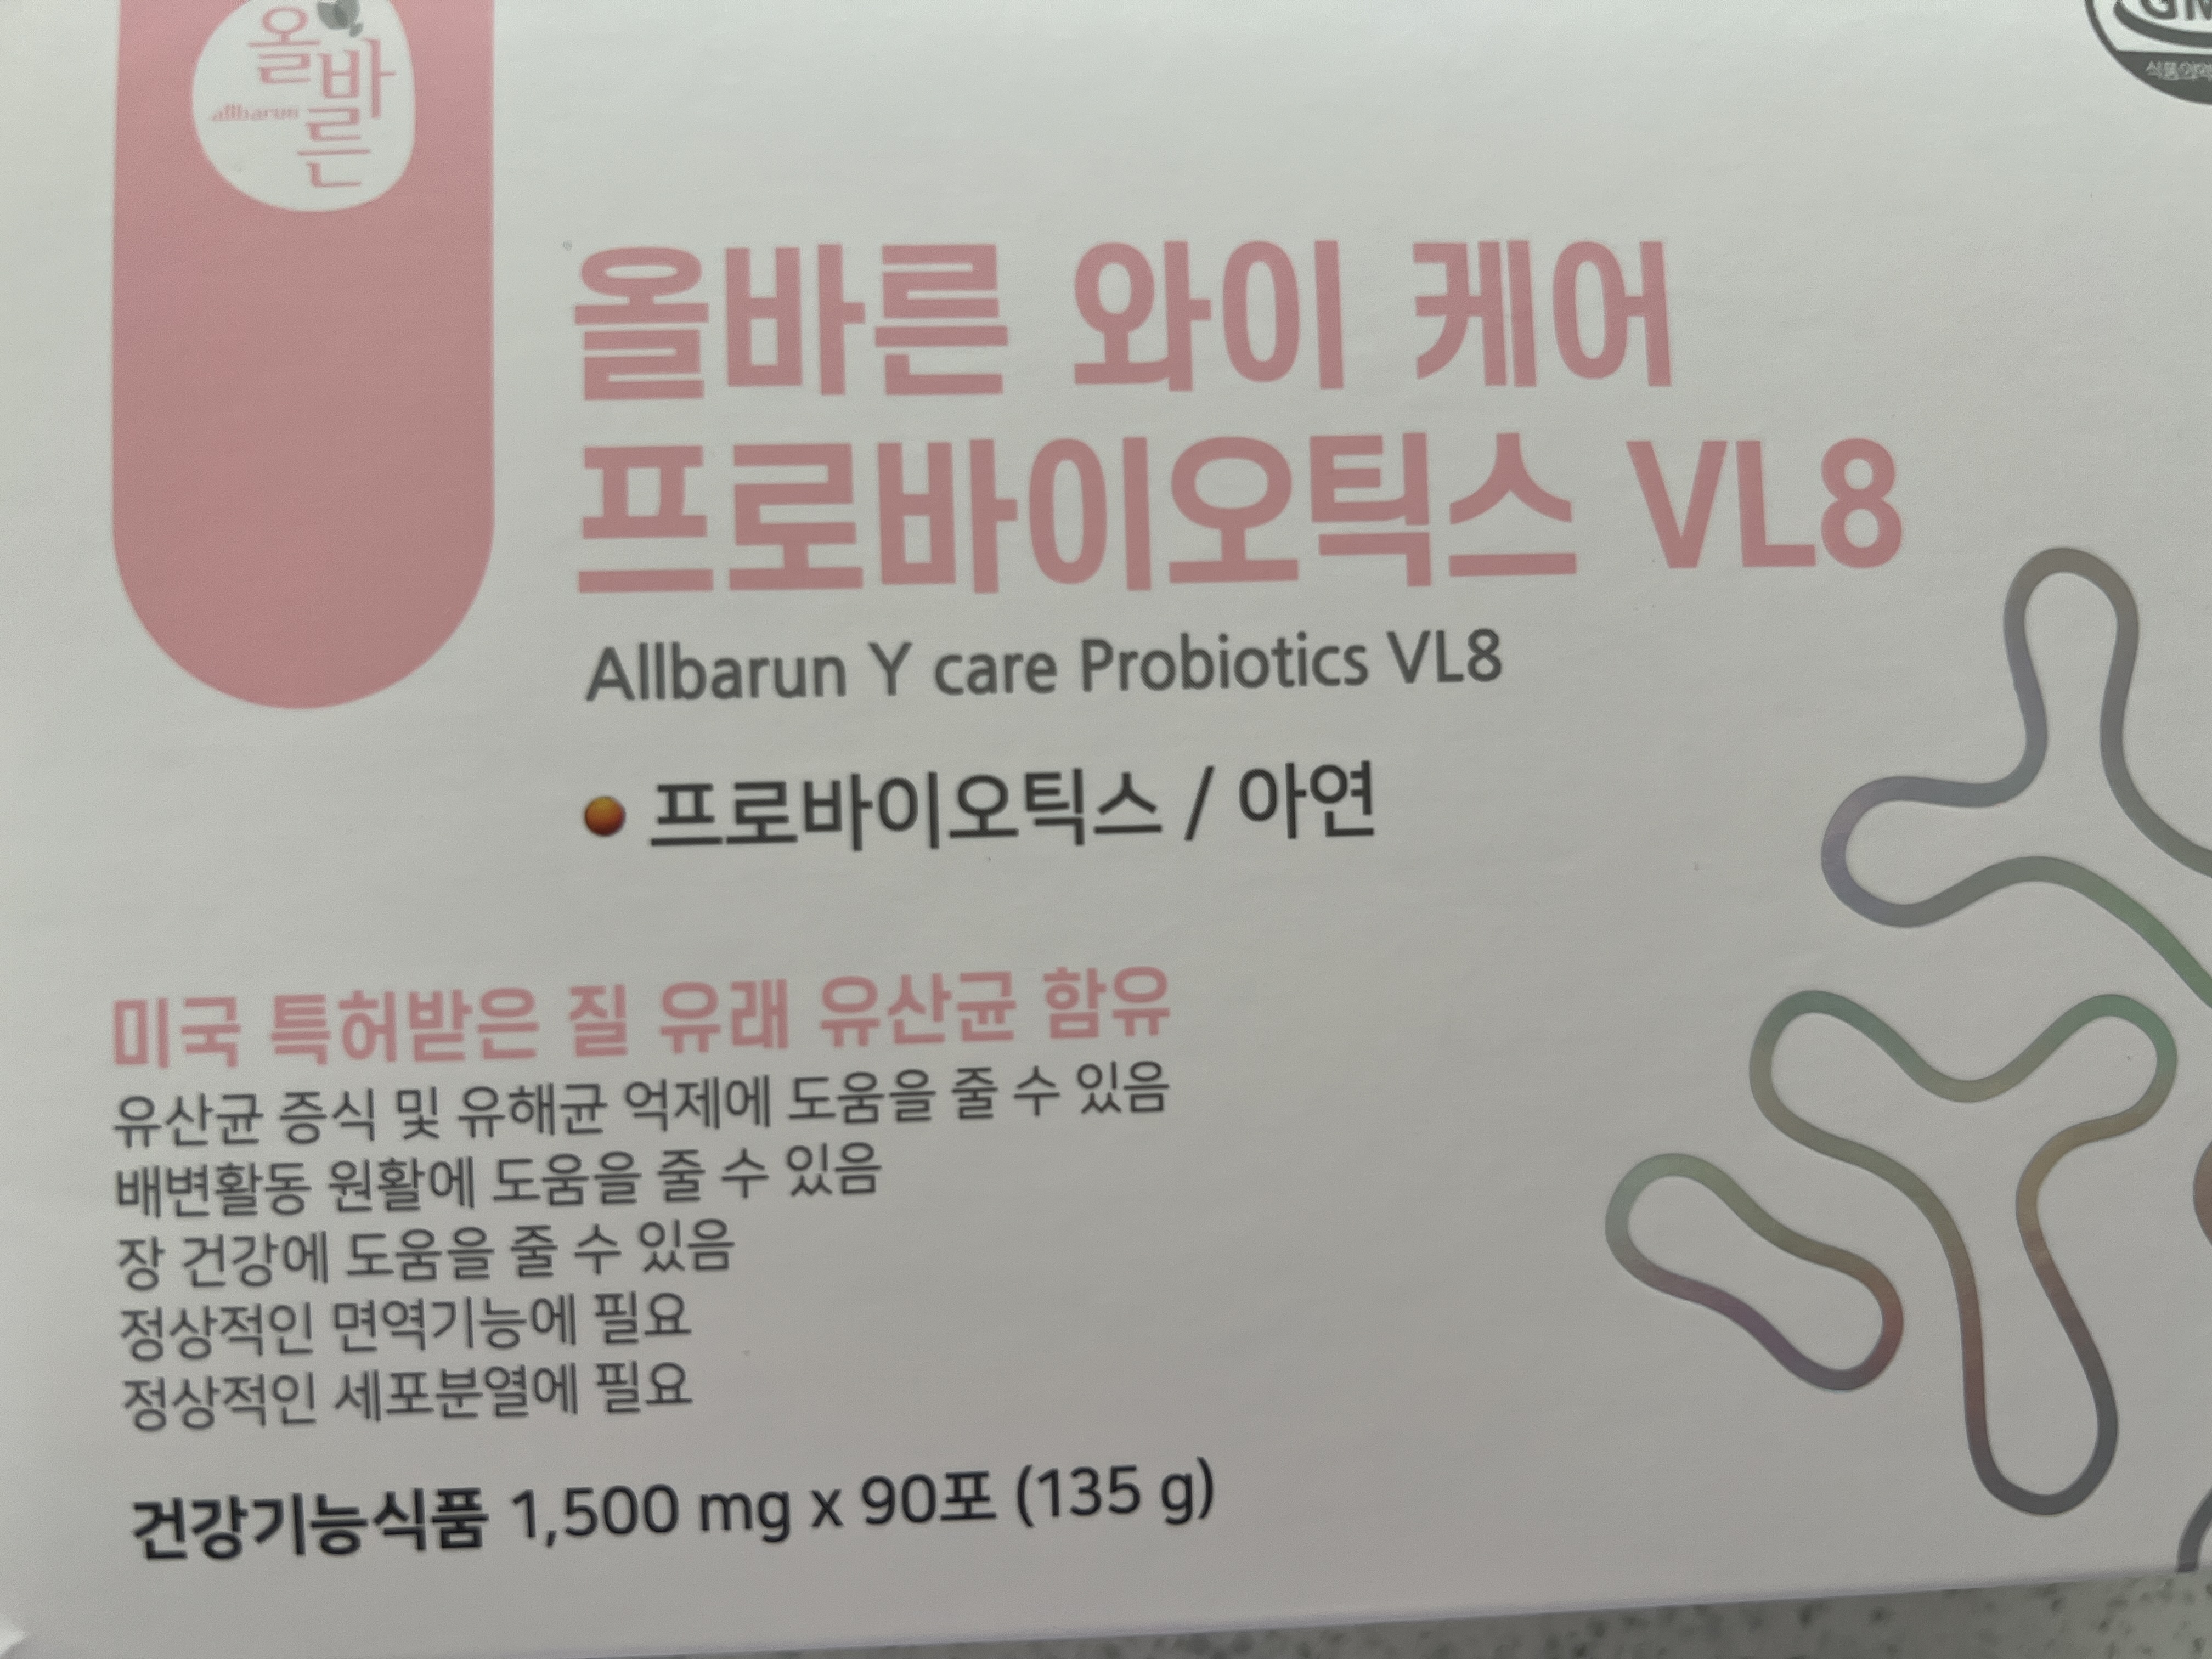 올바른
allbarun
올바른 와이 케어
프로바이오틱스 VL8
Allbarun Y care Probiotics VL8
프로바이오틱스 / 아연
미국 특허받은 질 유래 유산균 함유
유산균 증식 및 유해균 억제에 도움을 줄 수 있음
배변활동 원활에 도움을 줄 수 있음
장 건강에 도움을 줄 수 있음
정상적인 면역기능에 필요
정상적인 세포분열에 필요
건강기능식품 1,500 mg x 90포 (135 g)